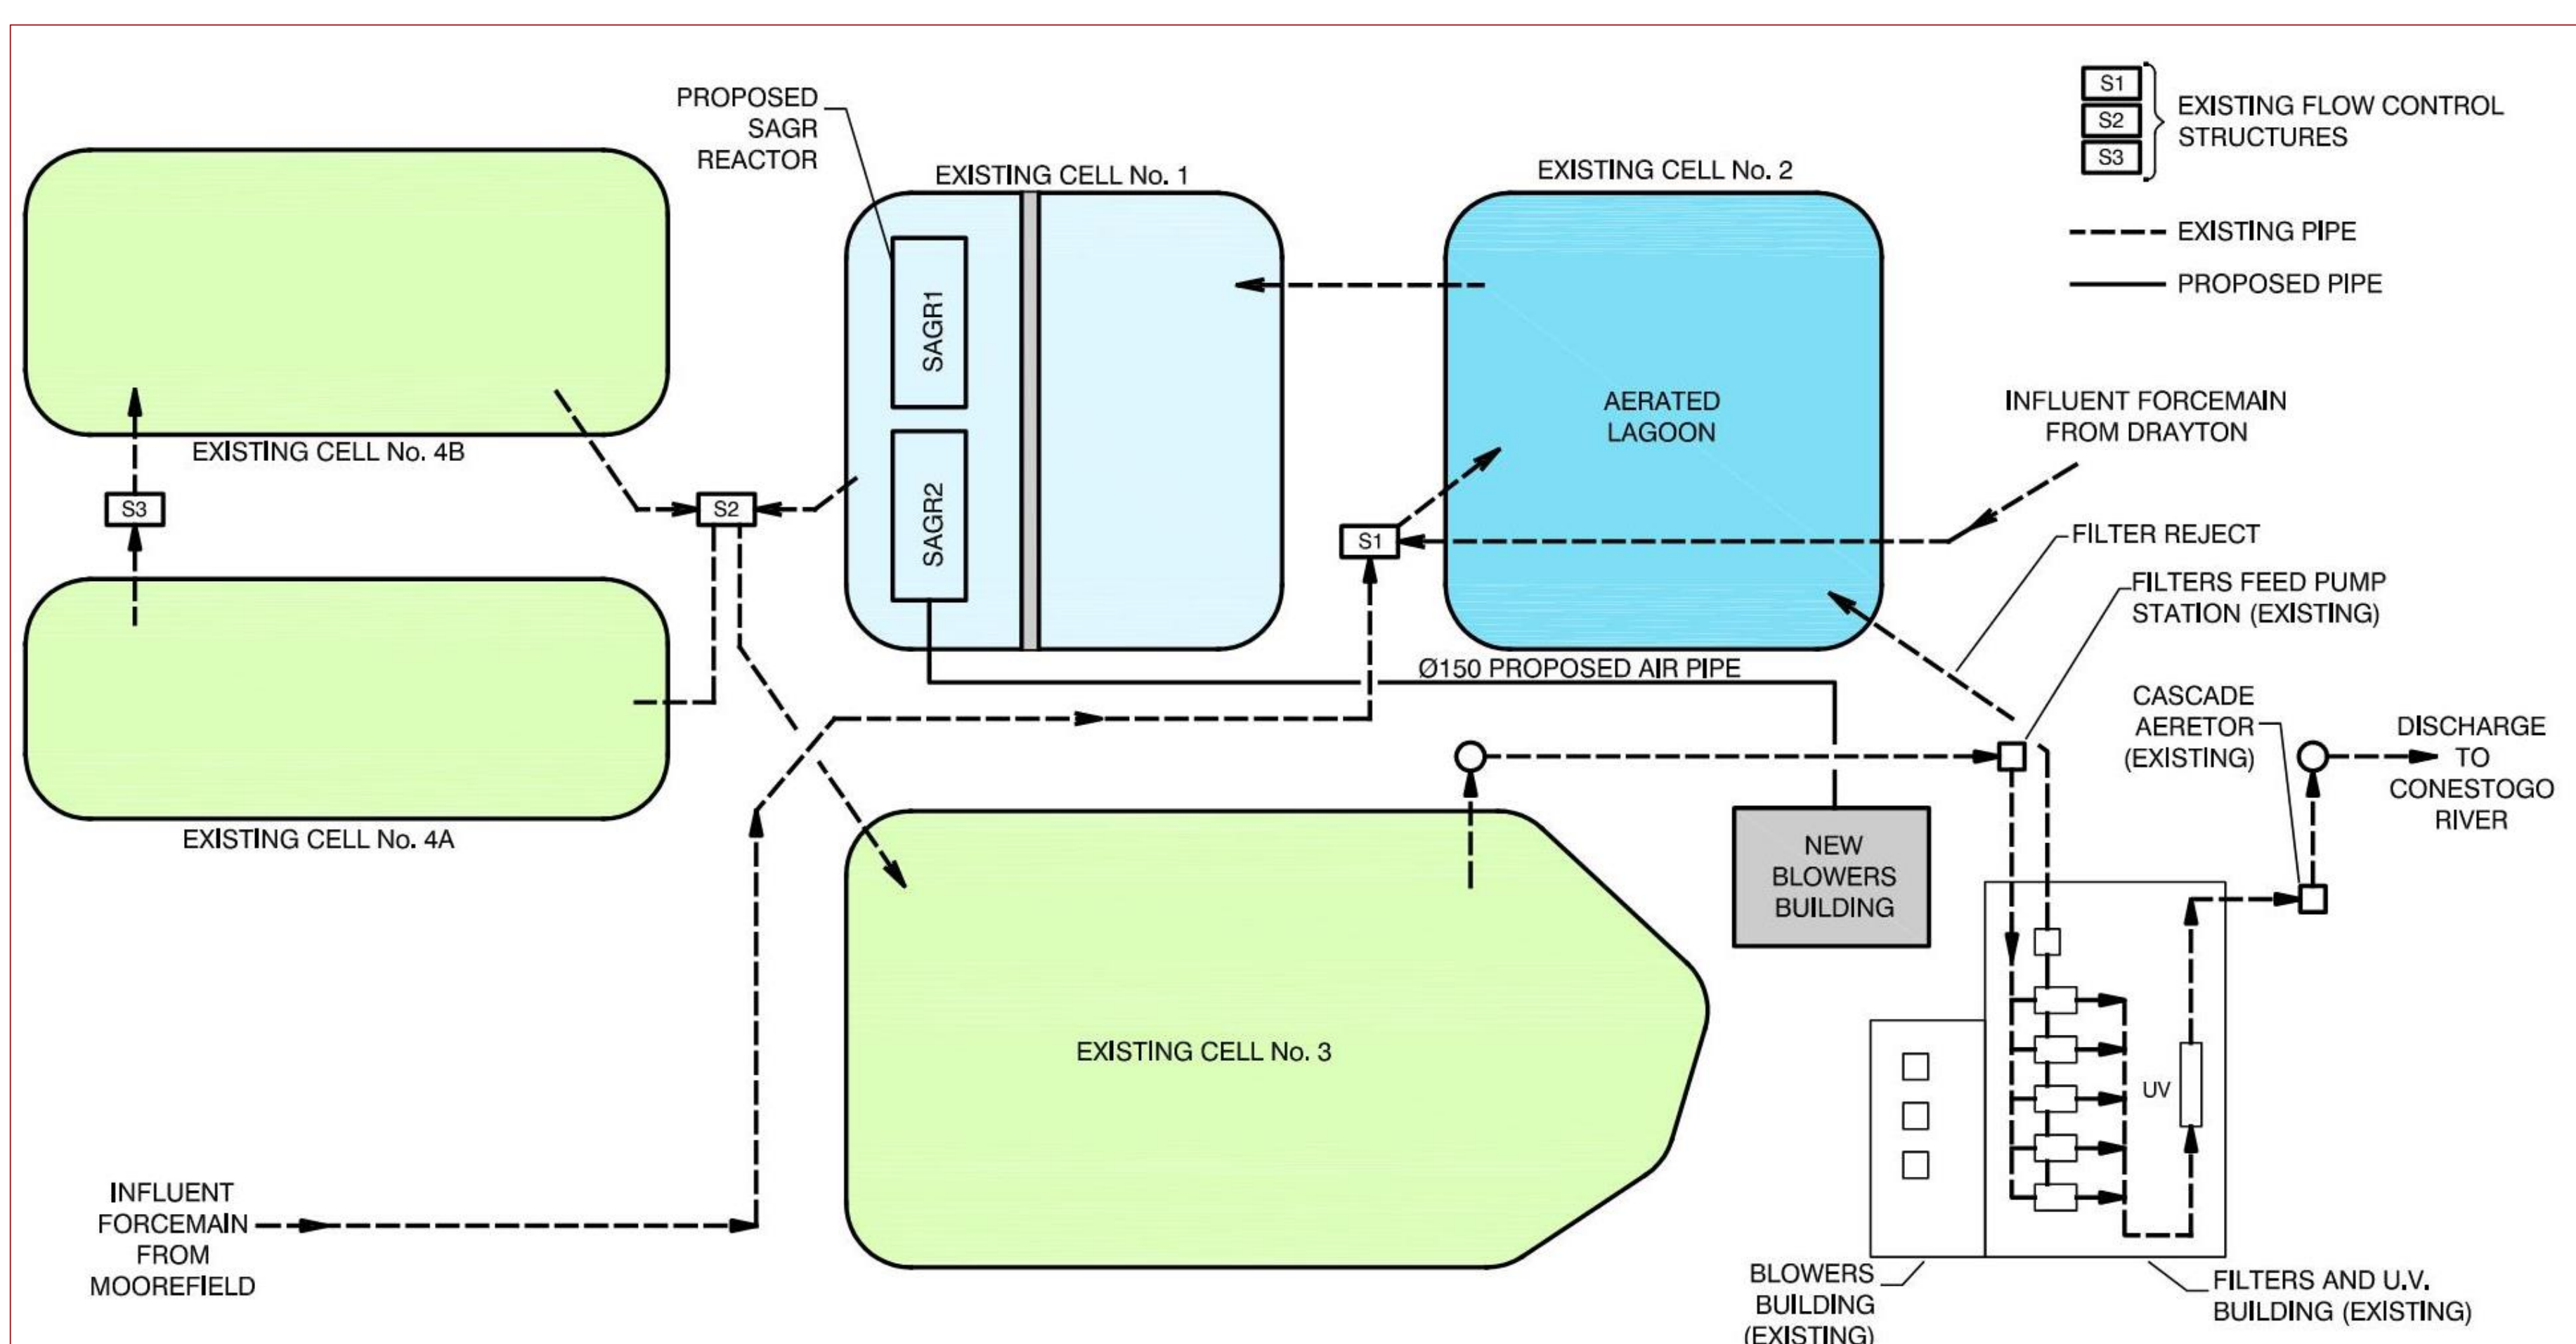 PROPOSED
SAGR
REACTOR
EXISTING CELL No. 1
EXISTING CELL No. 2
S1
S2
S3
EXISTING FLOW CONTROL
STRUCTURES
EXISTING PIPE
PROPOSED PIPE
SAGR1
SAGR2
AERATED
LAGOON
INFLUENT FORCEMAIN
FROM DRAYTON
EXISTING CELL No. 4B
S3
S2
S1
FILTER REJECT
FILTERS FEED PUMP
STATION (EXISTING)
Ø150 PROPOSED AIR PIPE
CASCADE
AERETOR
(EXISTING)
DISCHARGE
TO
CONESTOGO
RIVER
EXISTING CELL No. 4A
NEW
BLOWERS
BUILDING
EXISTING CELL No. 3
UV
INFLUENT
FORCEMAIN
FROM
MOOREFIELD
BLOWERS
BUILDING
(EXISTING)
FILTERS AND U.V.
BUILDING (EXISTING)